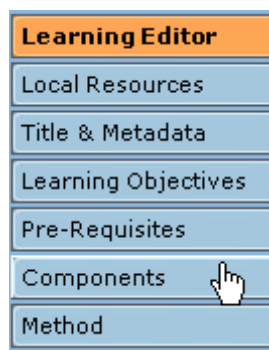 Learning Editor
Local Resources
Title & Metadata
Learning Objectives
Pre-Requisites
Components
Method